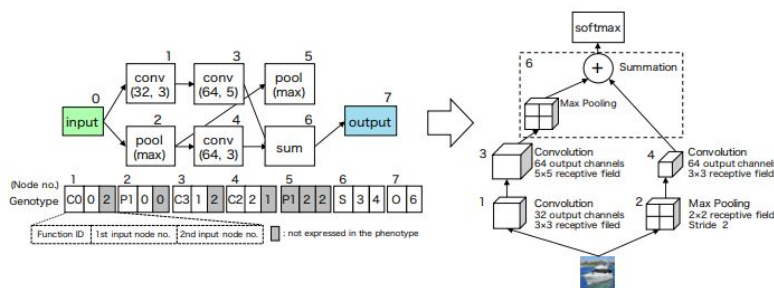 softmax
6
+
Summation
Max Pooling
1
3
5
conv
(32, 3)
conv
(64, 5)
pool
(max)
0
7
input
output
2
4
6
pool
(max)
conv
(64, 3)
sum
3
Convolution
64 output channels
5×5 receptive field
4
Convolution
64 output channels
3×3 receptive field
1
Convolution
32 output channels
3×3 receptive filed
2
Max Pooling
2×2 receptive field
Stride 2
(Node no.) 1 2 3 4 5 6 7
Genotype C0 0 2 P1 0 0 C3 1 2 C2 2 1 P1 2 2 S 3 4 O 6
Function ID 1st input node no. 2nd input node no. : not expressed in the phenotype